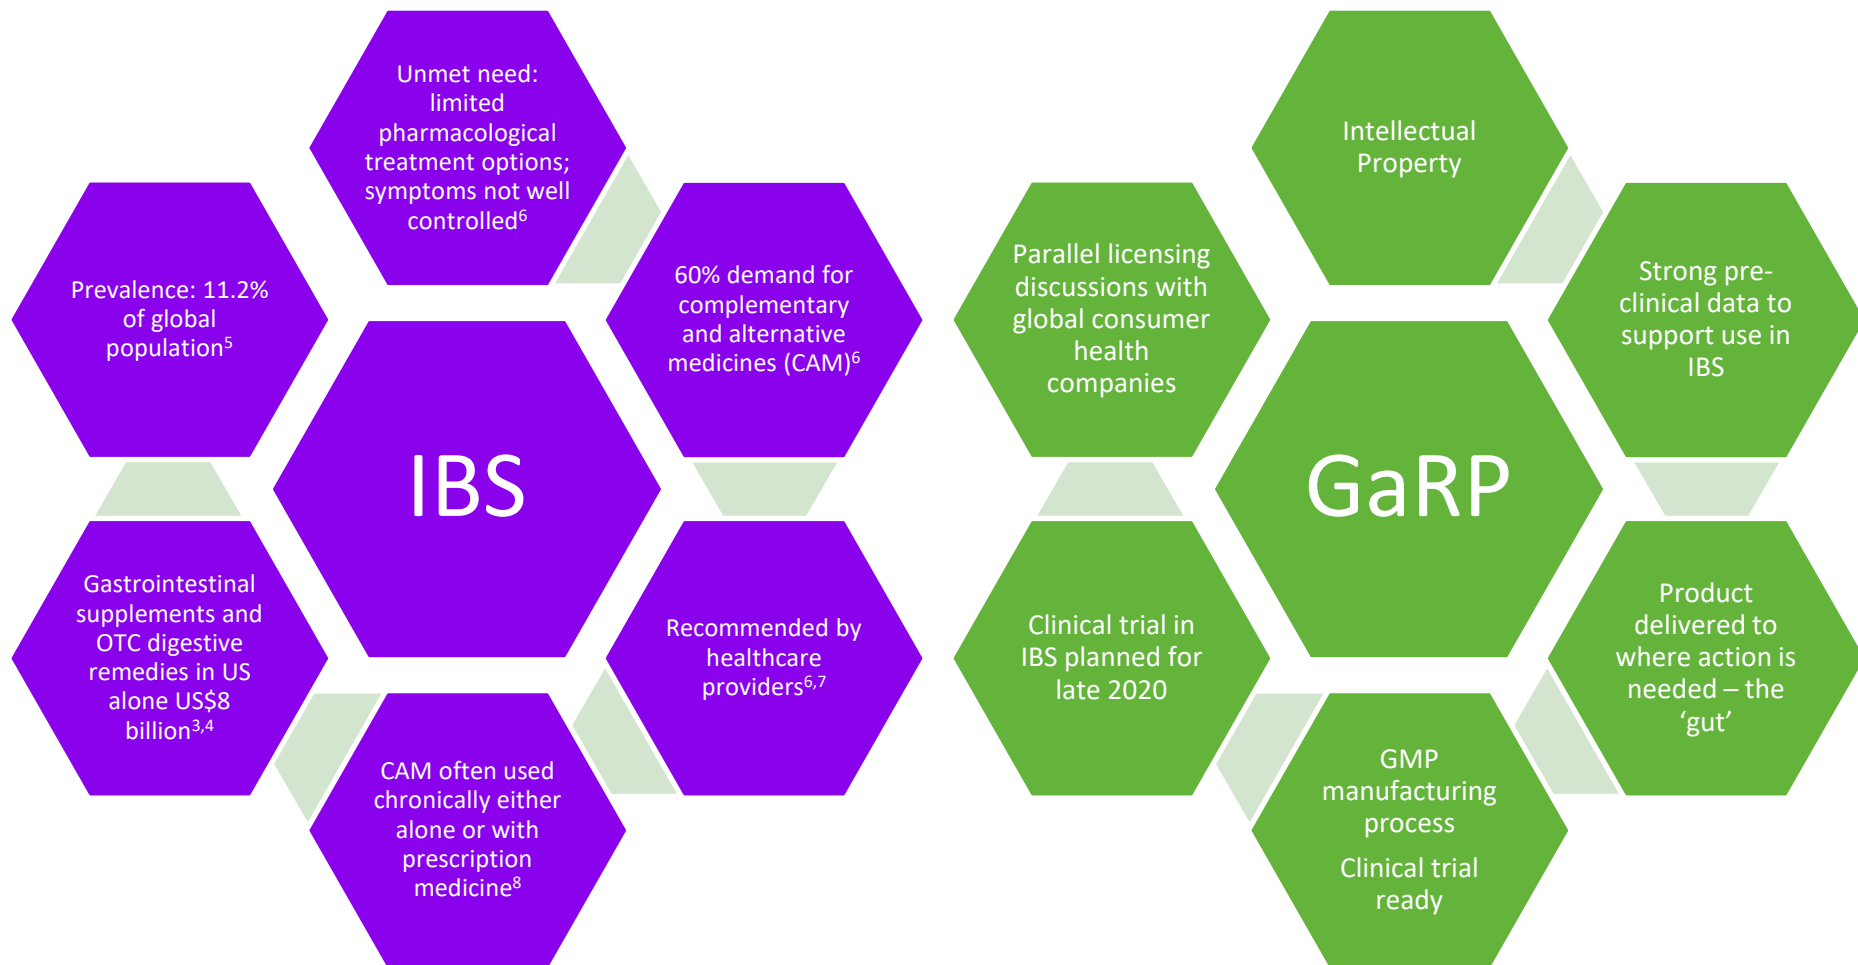 Unmet need:
limited
pharmacological
treatment options;
symptoms not well
controlled⁶
60% demand for
complementary
and alternative
medicines (CAM)⁶
Recommended by
healthcare
providers⁶,⁷
CAM often used
chronically either
alone or with
prescription
medicine⁸
Gastrointestinal
supplements and
OTC digestive
remedies in US
alone US$8
billion³,⁴
Prevalence: 11.2%
of global
population⁵
IBS
Intellectual
Property
Strong pre-
clinical data to
support use in
IBS
Product
delivered to
where action is
needed – the
‘gut’
GMP
manufacturing
process
Clinical trial
ready
Clinical trial in
IBS planned for
late 2020
Parallel licensing
discussions with
global consumer
health
companies
GaRP